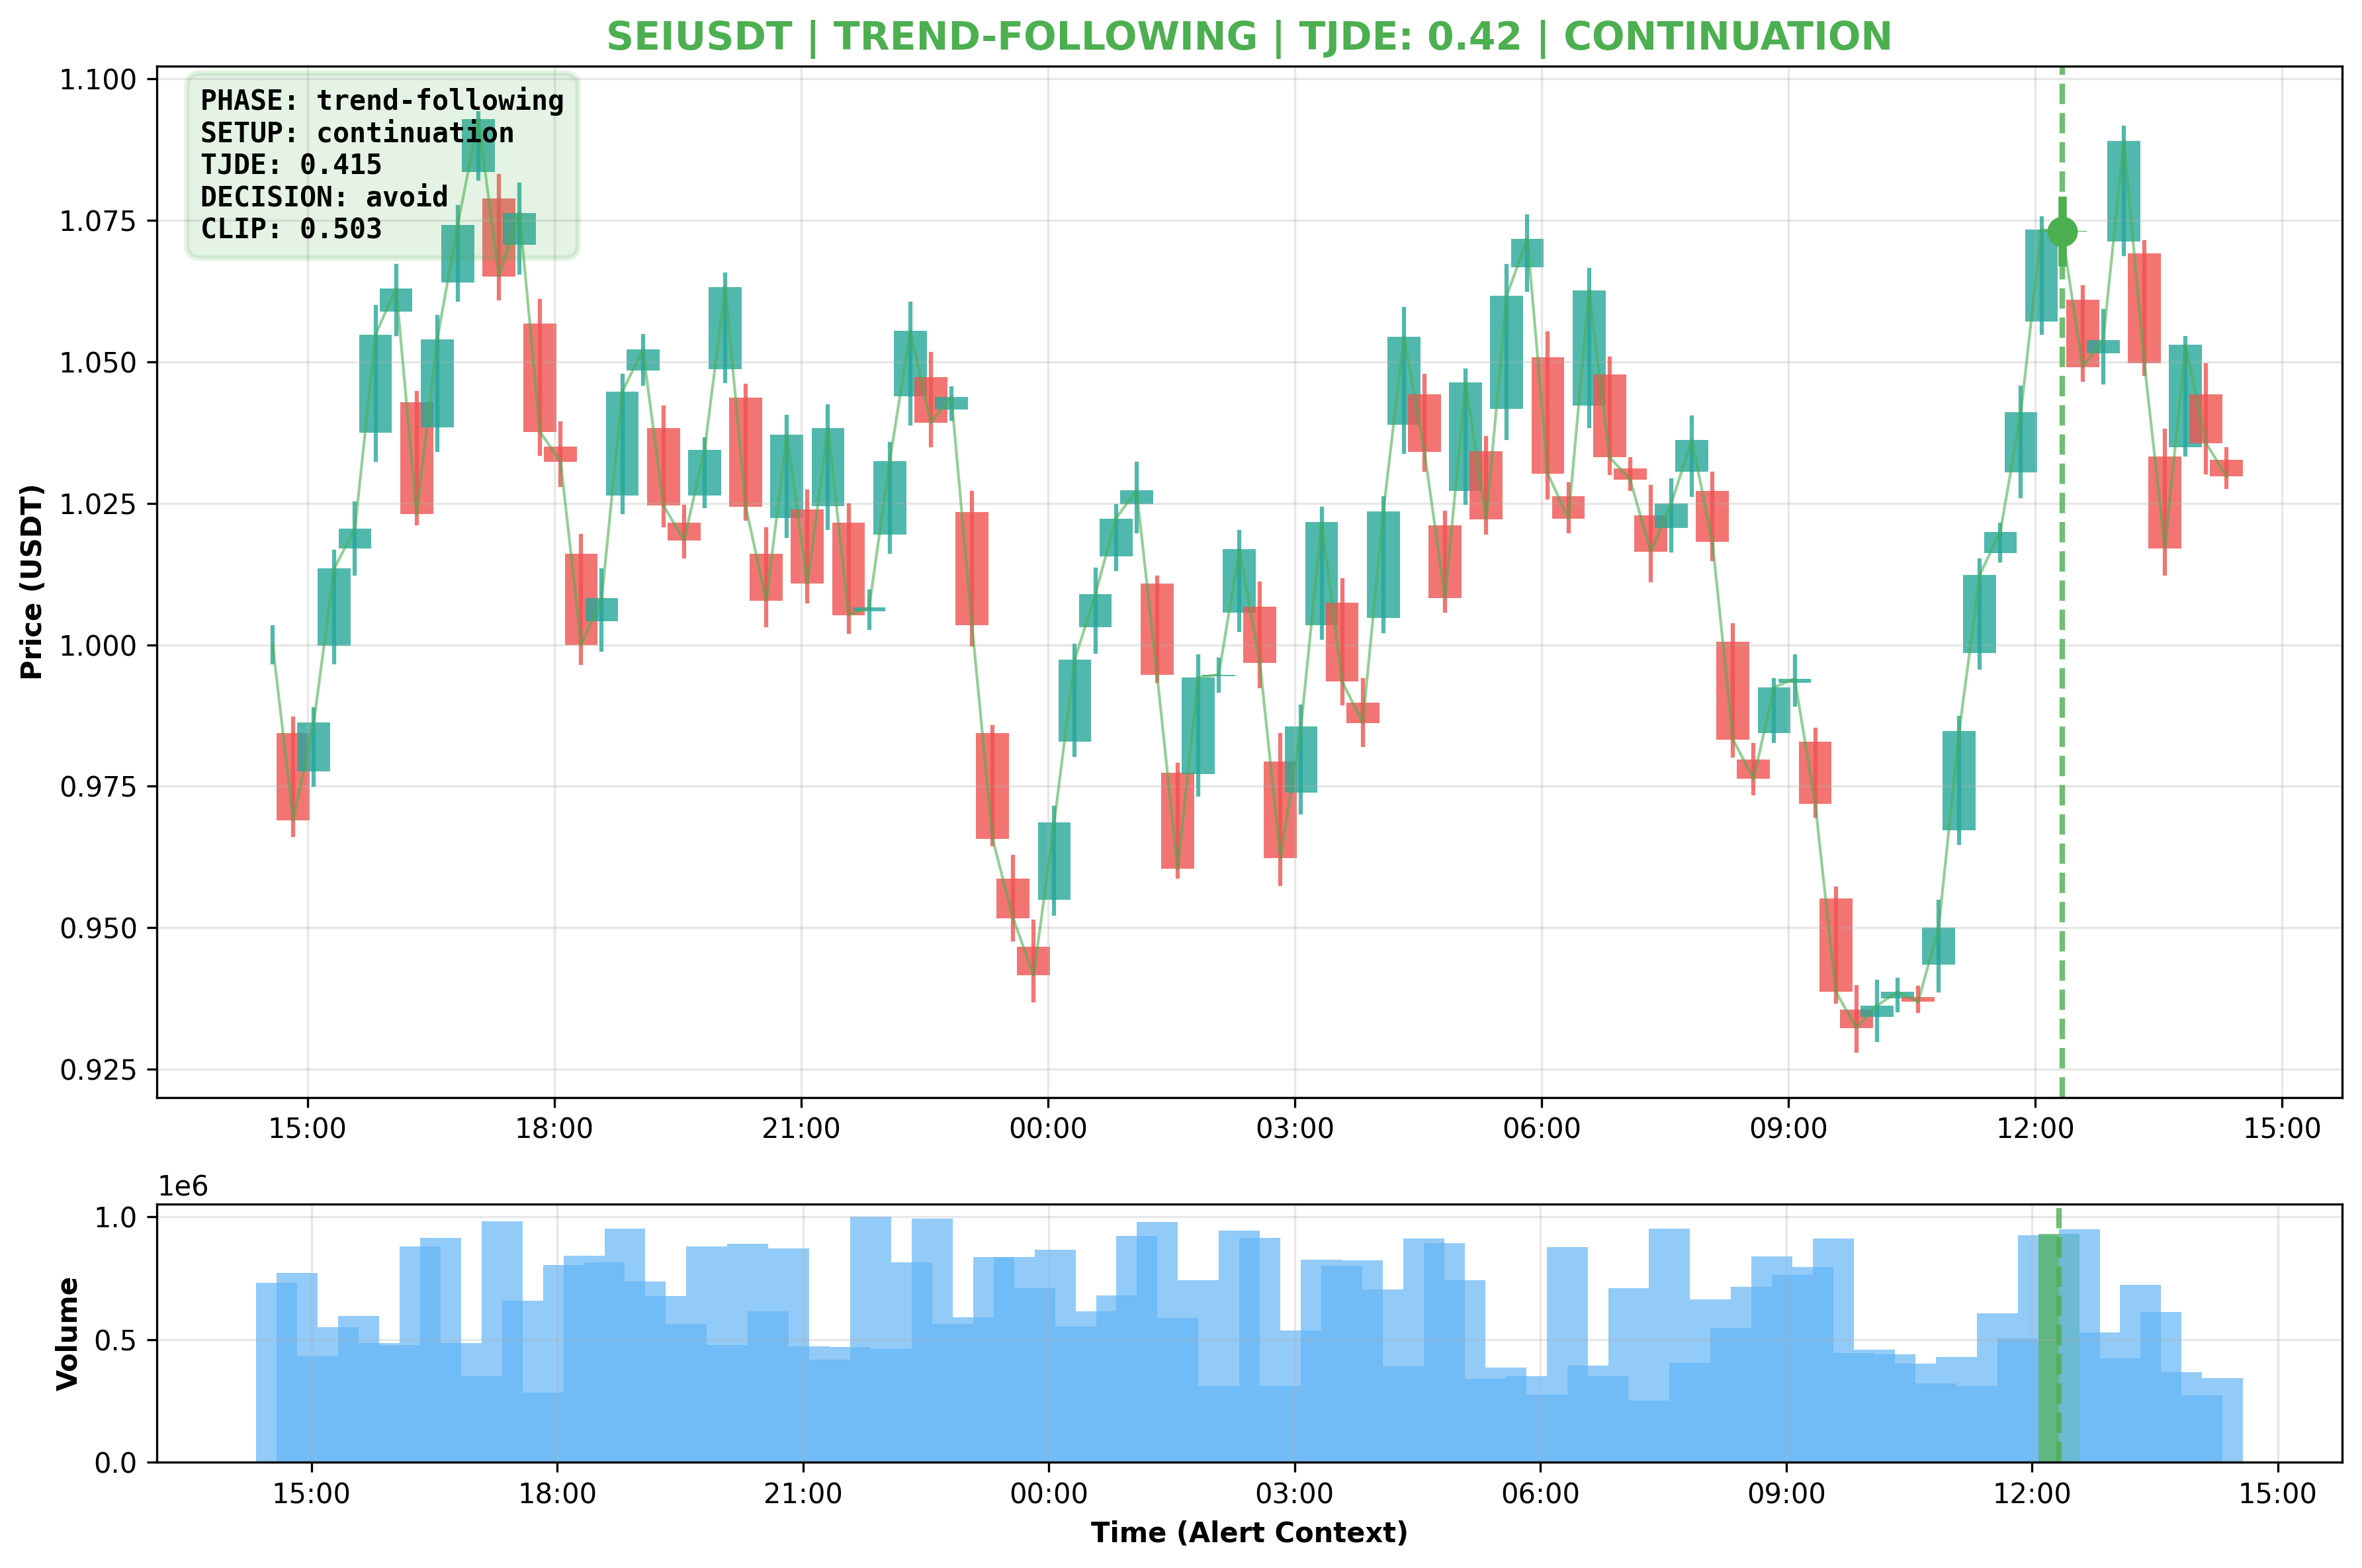 SEIUSDT | TREND-FOLLOWING | TJDE: 0.42 | CONTINUATION
PHASE: trend-following
SETUP: continuation
TJDE: 0.415
DECISION: avoid
CLIP: 0.503
Price (USDT)
1.100
1.075
1.050
1.025
1.000
0.975
0.950
0.925
15:00 18:00 21:00 00:00 03:00 06:00 09:00 12:00 15:00
1e6
Volume
1.0
0.5
0.0
15:00 18:00 21:00 00:00 03:00 06:00 09:00 12:00 15:00
Time (Alert Context)